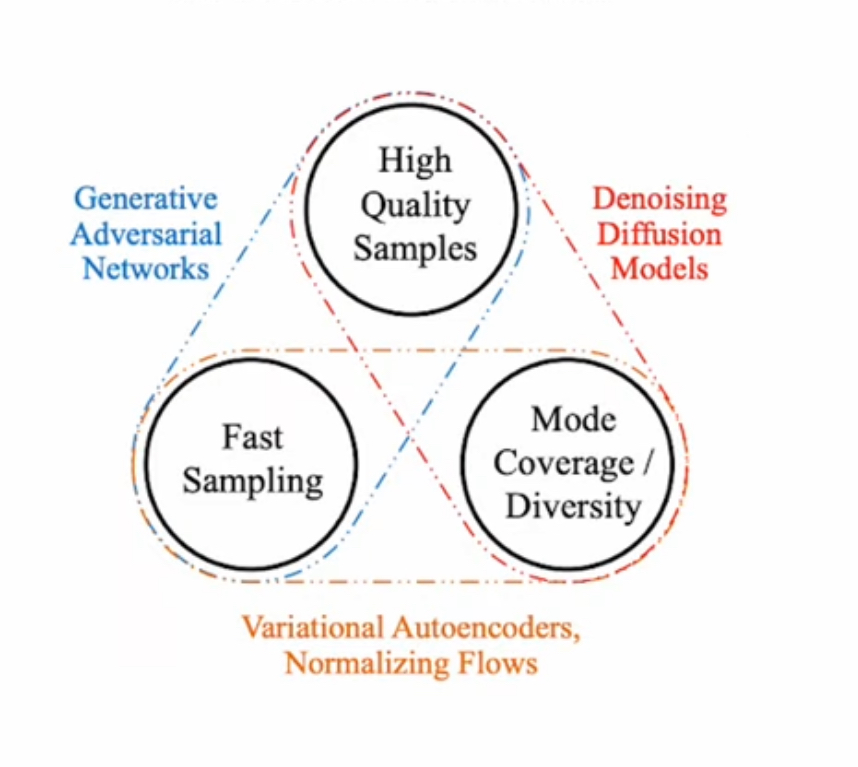 High
Quality
Samples
Generative
Adversarial
Networks
Denoising
Diffusion
Models
Fast
Sampling
Mode
Coverage /
Diversity
Variational Autoencoders,
Normalizing Flows